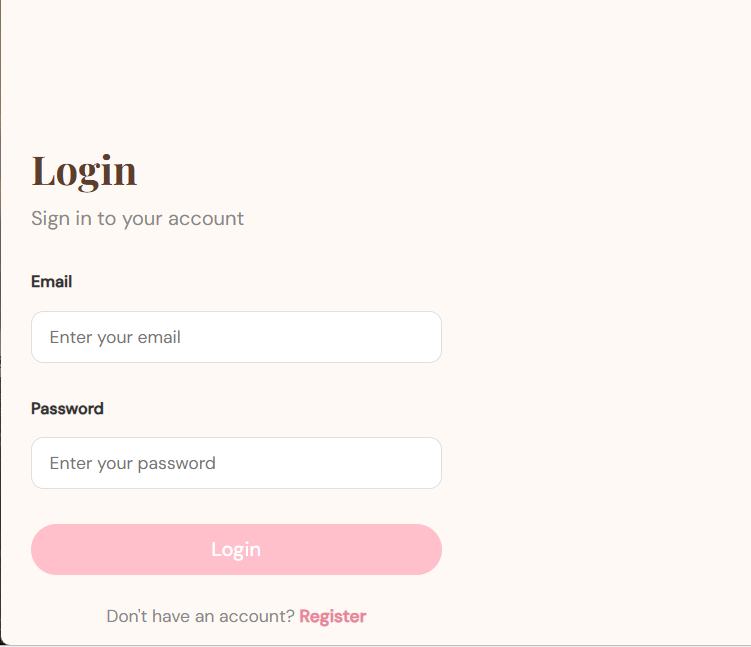 Login
Sign in to your account
Email
Enter your email
Password
Enter your password
Login
Don't have an account? Register